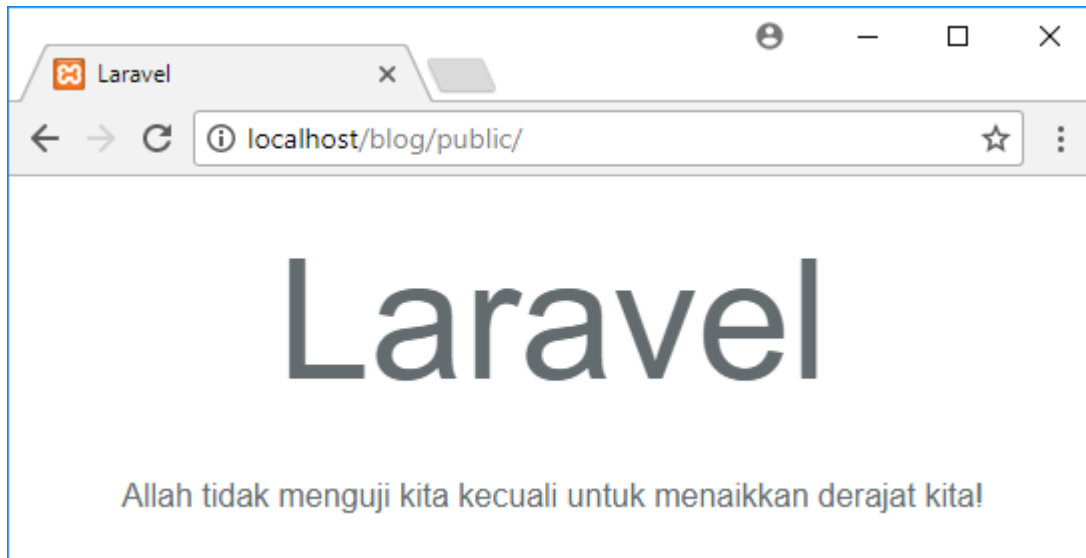 Laravel
localhost/blog/public/
Laravel
Allah tidak menguji kita kecuali untuk menaikkan derajat kita!